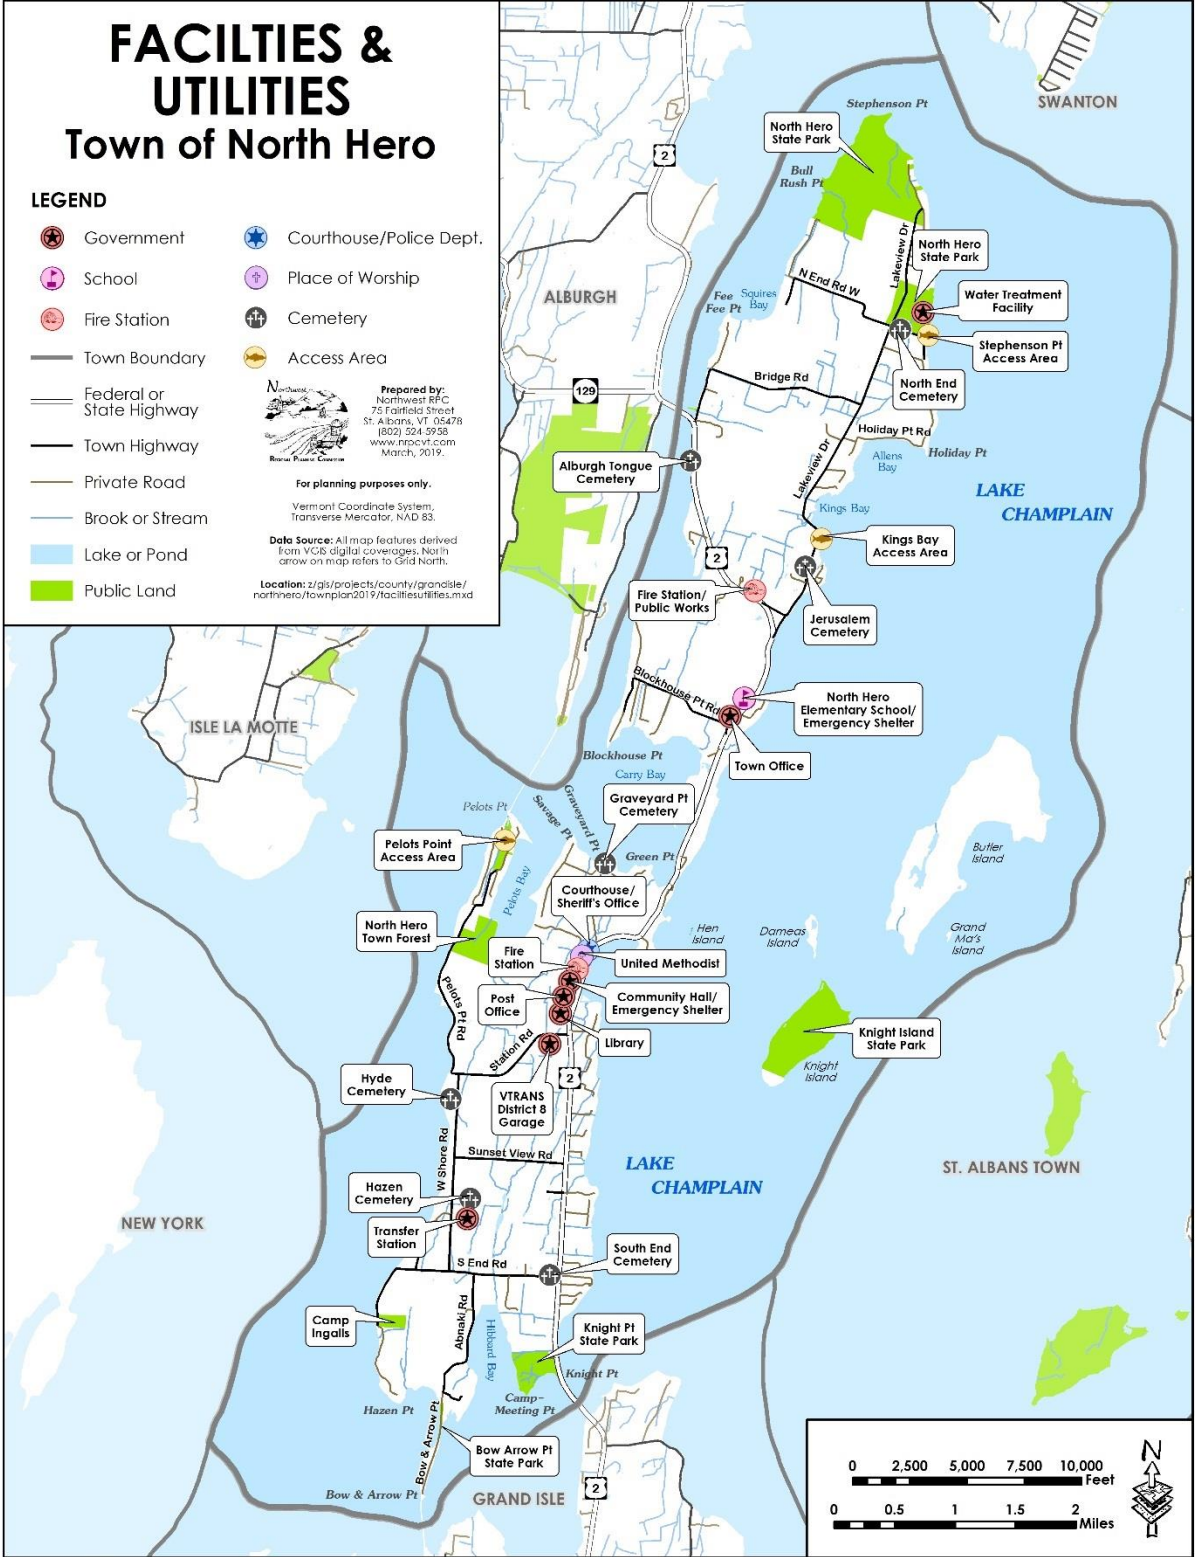 FACILTIES &
UTILITIES
Town of North Hero
LEGEND
Government
School
Fire Station
Town Boundary
Federal or
State Highway
Town Highway
Private Road
Brook or Stream
Lake or Pond
Public Land
Courthouse/Police Dept.
Place of Worship
Cemetery
Access Area
Northwest
Regional Planning Commission
Prepared by:
Northwest RPC
75 Fairfield Street
St. Albans, VT 05478
(802) 524-5958
www.nrpcvt.com
March, 2019.
For planning purposes only.
Vermont Coordinate System,
Transverse Mercator, NAD 83.
Data Source: All map features derived
from VCGIS digital coverages. North
arrow on map refers to Grid North.
Location: z/gis/projects/county/grandisle/
northhero/townplan2019/faciltiesutilities.mxd
SWANTON
Stephenson Pt
North Hero
State Park
2
Bull
Rush Pt
Lakeview Dr
North Hero
State Park
N End Rd W
ALBURGH
Fee
Fee Pt
Squires
Bay
Water Treatment
Facility
Stephenson Pt
Access Area
Bridge Rd
129
North End
Cemetery
Holiday Pt Rd
Holiday Pt
Allens
Bay
Alburgh Tongue
Cemetery
Lakeview Dr
LAKE
CHAMPLAIN
Kings Bay
Kings Bay
Access Area
2
Fire Station/
Public Works
Jerusalem
Cemetery
Blockhouse Pt Rd
North Hero
Elementary School/
Emergency Shelter
ISLE LA MOTTE
Blockhouse Pt
Town Office
Carry Bay
Graveyard Pt
Cemetery
Pelots Pt
Savage Pt
Graveyard Pt
Pelots Point
Access Area
Green Pt
Butler
Island
Pelots Bay
Courthouse/
Sheriff's Office
North Hero
Town Forest
Hen
Island
Dameas
Island
Grand
Ma's
Island
Fire
Station
United Methodist
Pelots Pt Rd
Post
Office
Community Hall/
Emergency Shelter
Station Rd
Library
Knight Island
State Park
Knight
Island
Hyde
Cemetery
2
VTRANS
District 8
Garage
W Shore Rd
Sunset View Rd
LAKE
CHAMPLAIN
ST. ALBANS TOWN
Hazen
Cemetery
NEW YORK
Transfer
Station
S End Rd
South End
Cemetery
Camp
Ingalls
Abnaki Rd
Hibbard Bay
Knight Pt
State Park
Knight Pt
Hazen Pt
Camp-
Meeting Pt
Bow & Arrow Pt
Bow Arrow Pt
State Park
Bow & Arrow Pt
GRAND ISLE
2
N
0 2,500 5,000 7,500 10,000
Feet
0 0.5 1 1.5 2
Miles